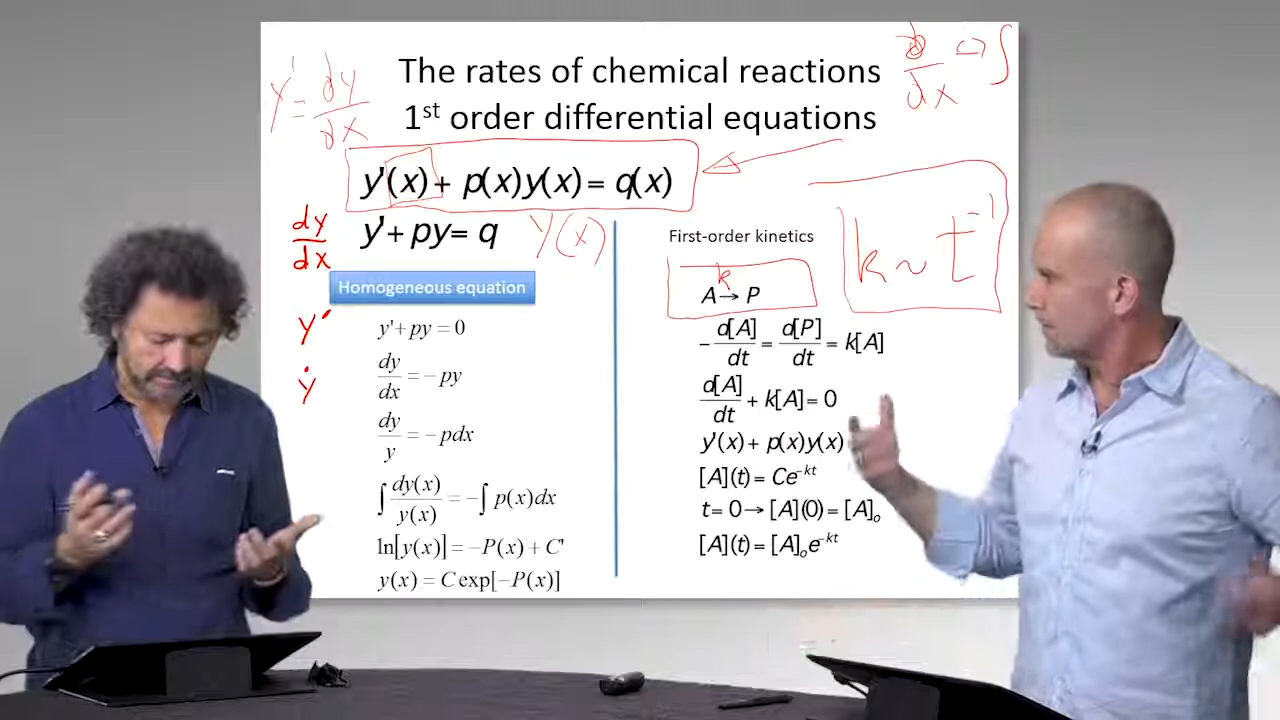 The rates of chemical reactions
1st order differential equations
y' = dy/dx
d/dx ⇔ ∫
y'(x) + p(x)y(x) = q(x)
dy/dx
y' + py = q
y(x)
Homogeneous equation
y'
ẏ
y' + py = 0
dy/dx = −py
dy/y = −pdx
∫ dy(x)/y(x) = −∫ p(x)dx
ln[y(x)] = −P(x) + C'
y(x) = C exp[−P(x)]
First-order kinetics
k
A → P
k ~ t⁻¹
− d[A]/dt = d[P]/dt = k[A]
d[A]/dt + k[A] = 0
y'(x) + p(x)y(x)
[A](t) = Ce⁻ᵏᵗ
t = 0 → [A](0) = [A]ₒ
[A](t) = [A]ₒe⁻ᵏᵗ